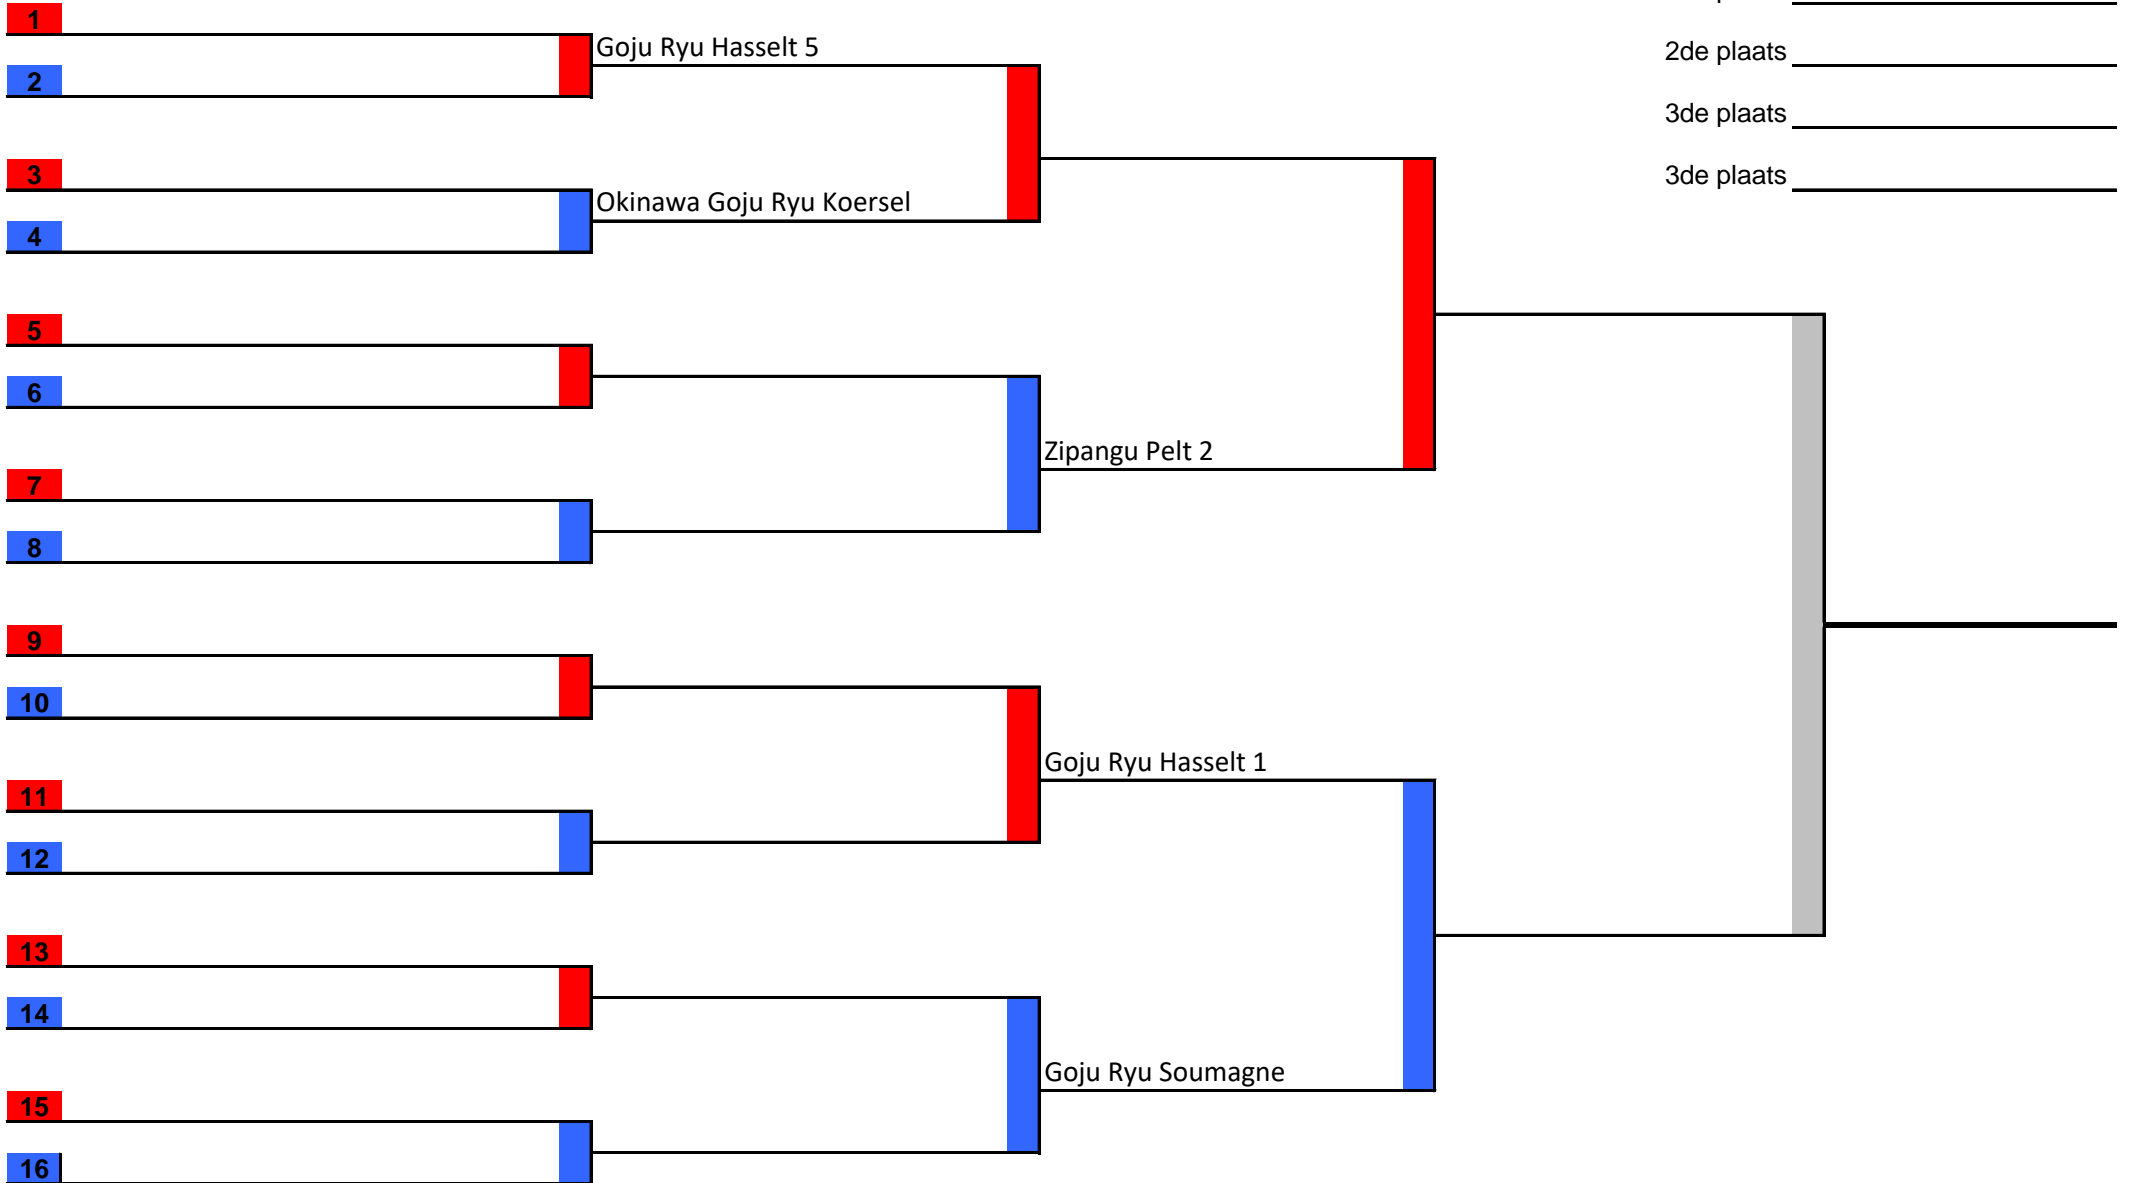 1
Goju Ryu Hasselt 5
2de plaats
2
3de plaats
3
3de plaats
Okinawa Goju Ryu Koersel
4
5
6
Zipangu Pelt 2
7
8
9
10
Goju Ryu Hasselt 1
11
12
13
14
Goju Ryu Soumagne
15
16